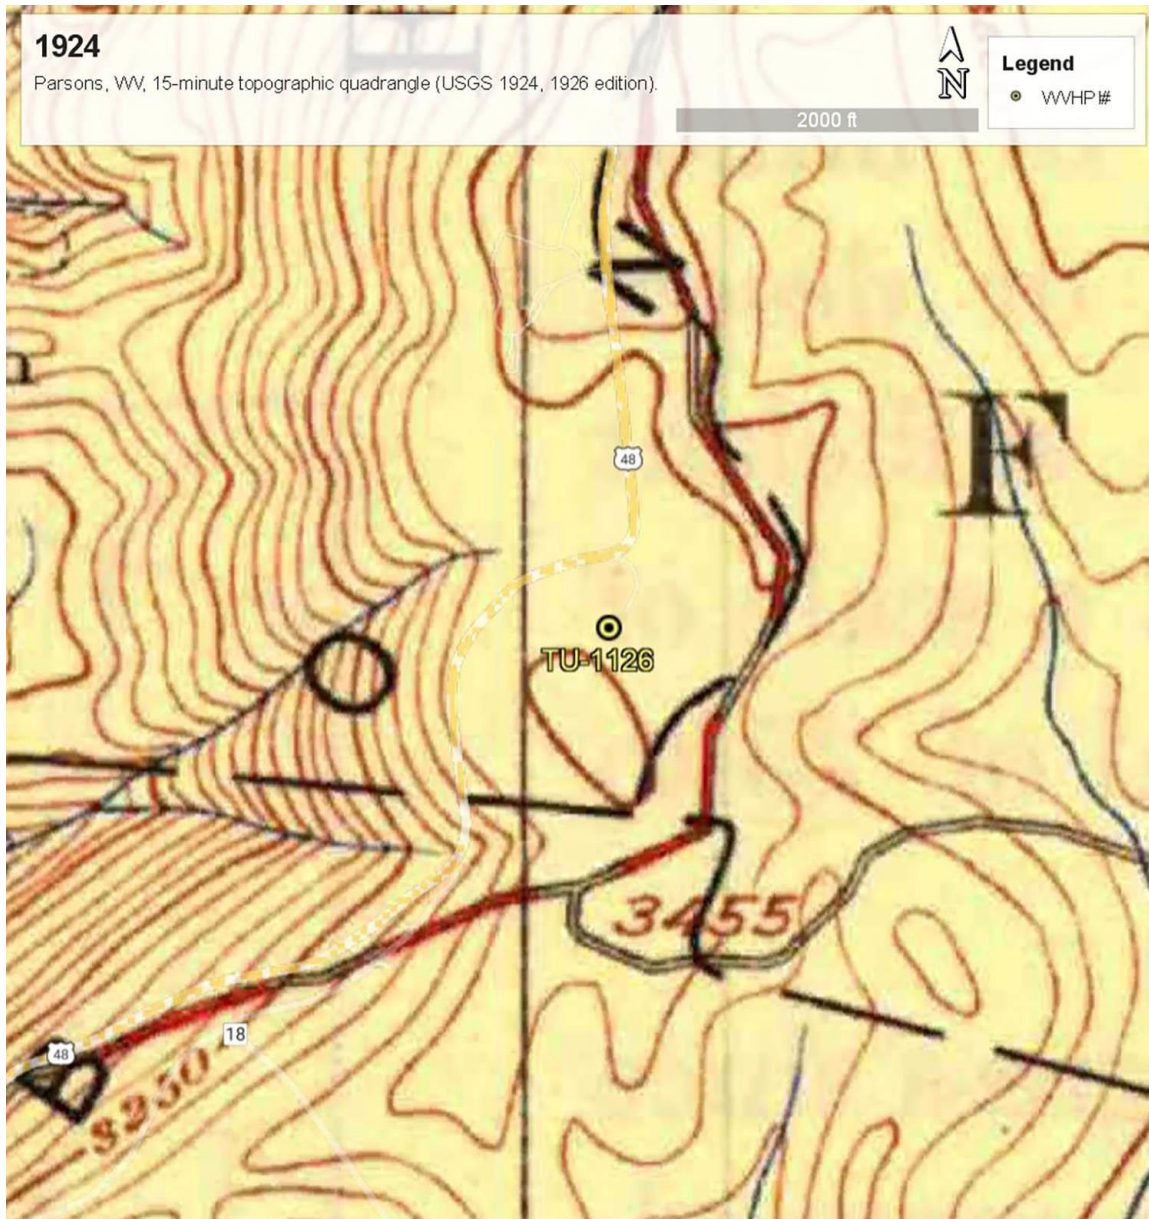 1924
Parsons, WV, 15-minute topographic quadrangle (USGS 1924, 1926 edition).
N
2000 ft
Legend
WVHPI#
N
F
48
TU-1126
O
3455
18
48
B
3250